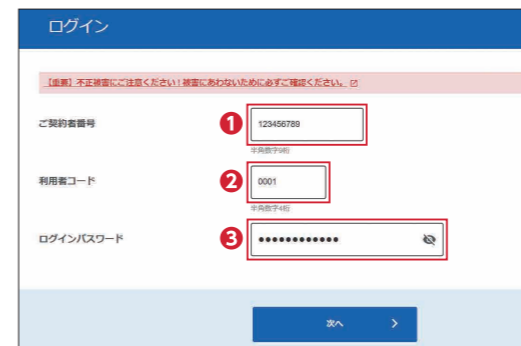 ログイン
【重要】不正被害にご注意ください！被害にあわないために必ずご確認ください。
ご契約者番号
1
123456789
半角数字9桁
利用者コード
2
0001
半角数字4桁
ログインパスワード
3
●●●●●●●●●●●●
次へ